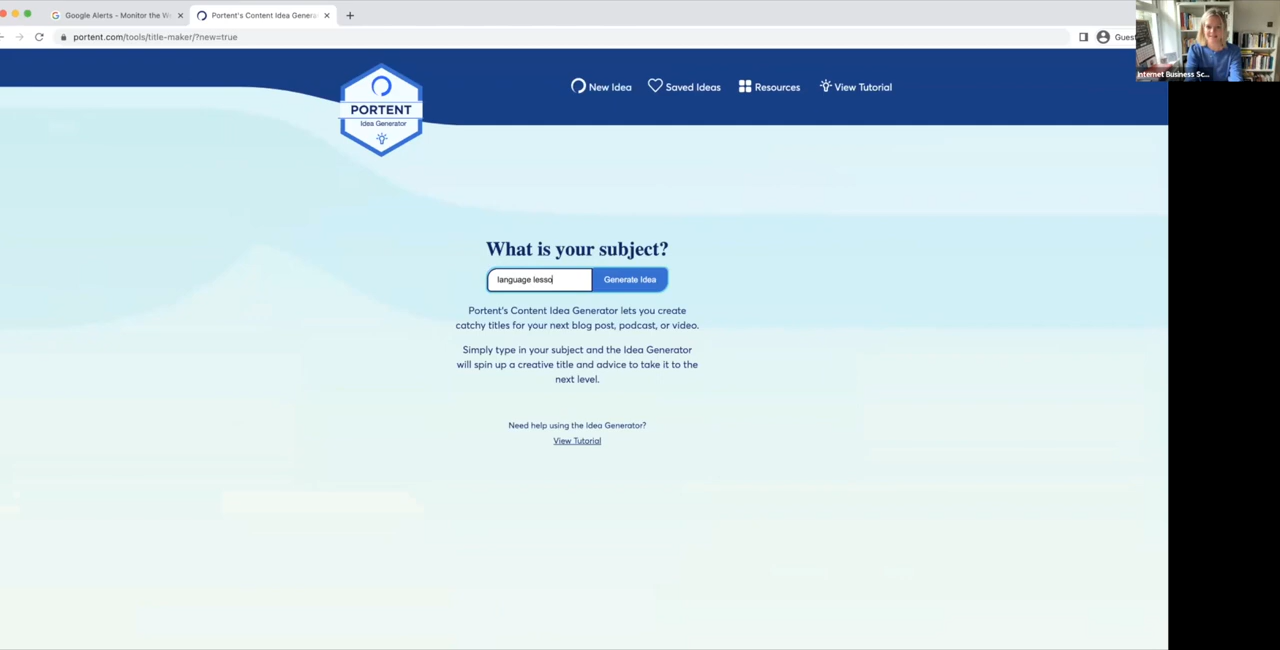 Google Alerts - Monitor the We
Portent's Content Idea Genera
portent.com/tools/title-maker/?new=true
Guest
Internet Business Sc...
PORTENT
Idea Generator
New Idea
Saved Ideas
Resources
View Tutorial
What is your subject?
language lesso
Generate Idea
Portent's Content Idea Generator lets you create
catchy titles for your next blog post, podcast, or video.
Simply type in your subject and the Idea Generator
will spin up a creative title and advice to take it to the
next level.
Need help using the Idea Generator?
View Tutorial